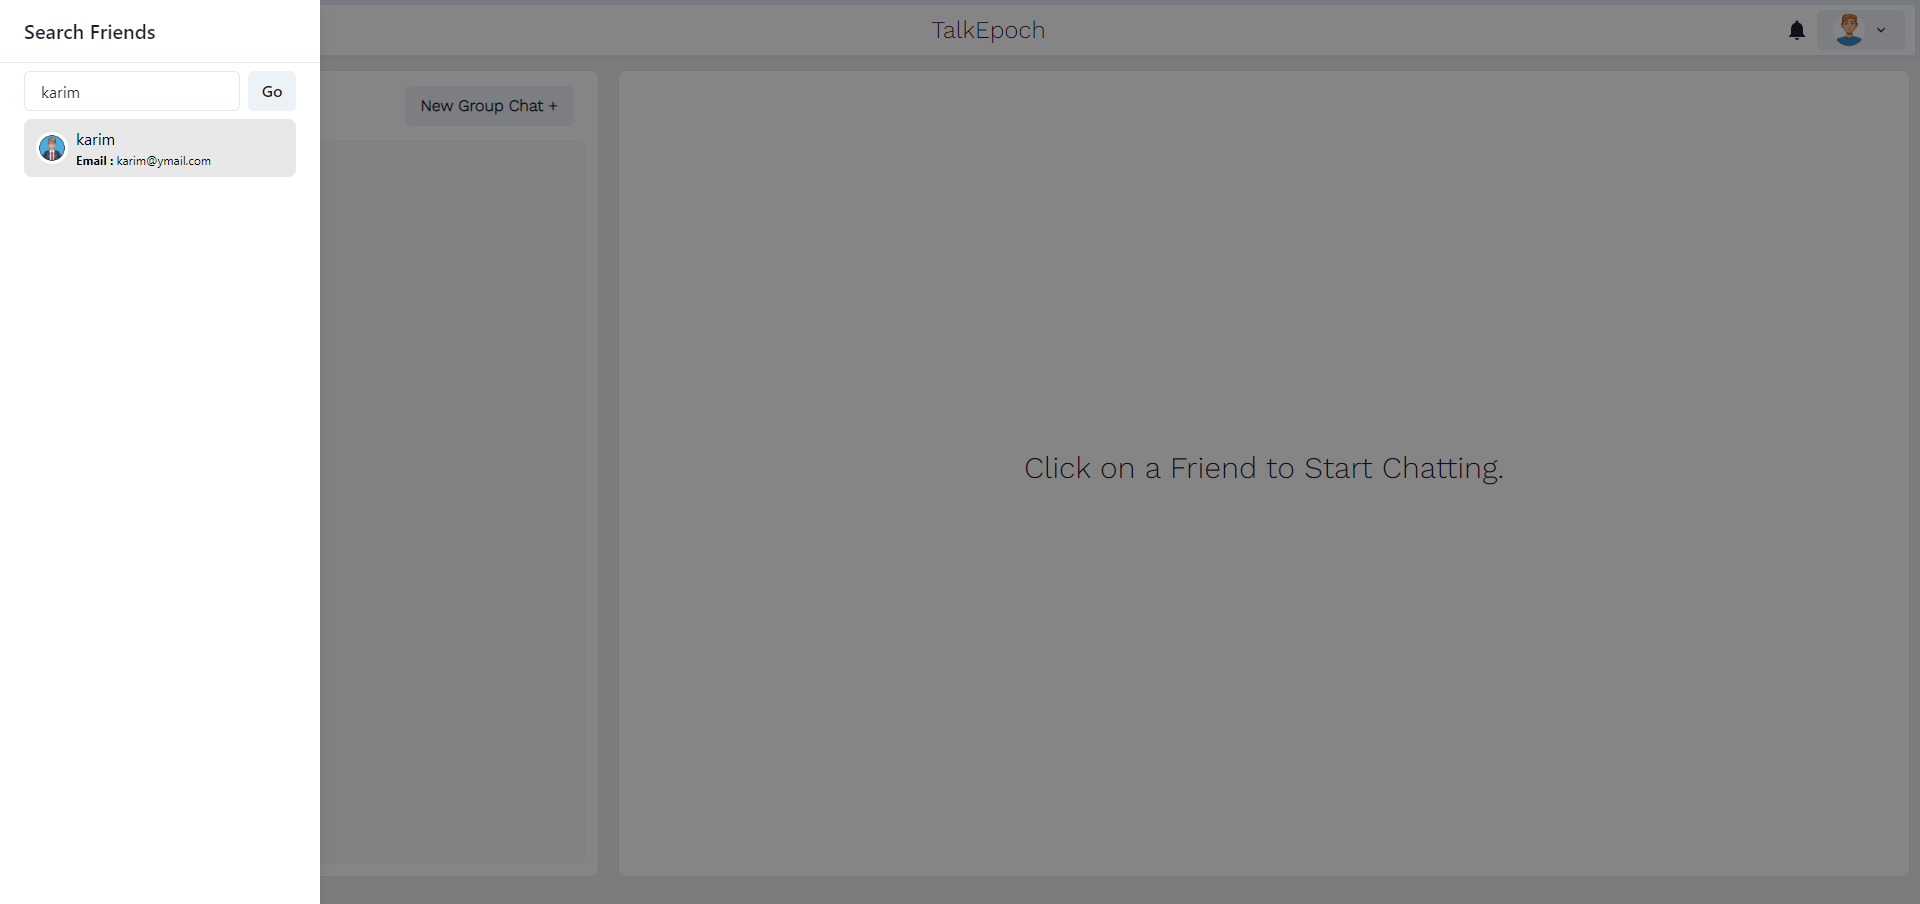 Search Friends
karim
Go
karim
Email : karim@ymail.com
TalkEpoch
New Group Chat +
Click on a Friend to Start Chatting.